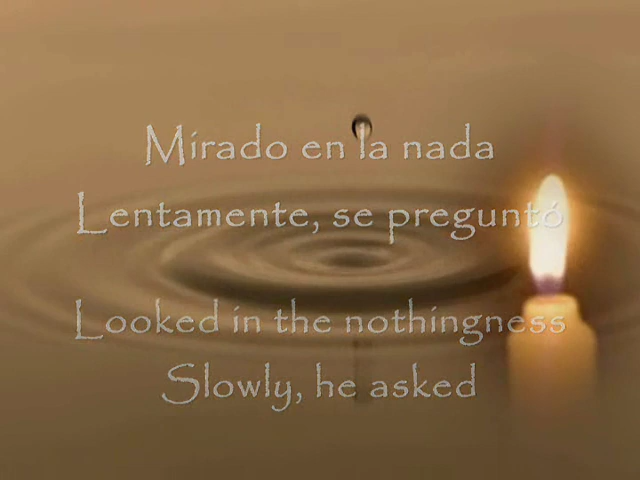 Mirado en la nada
Lentamente, se preguntó
Looked in the nothingness
Slowly, he asked